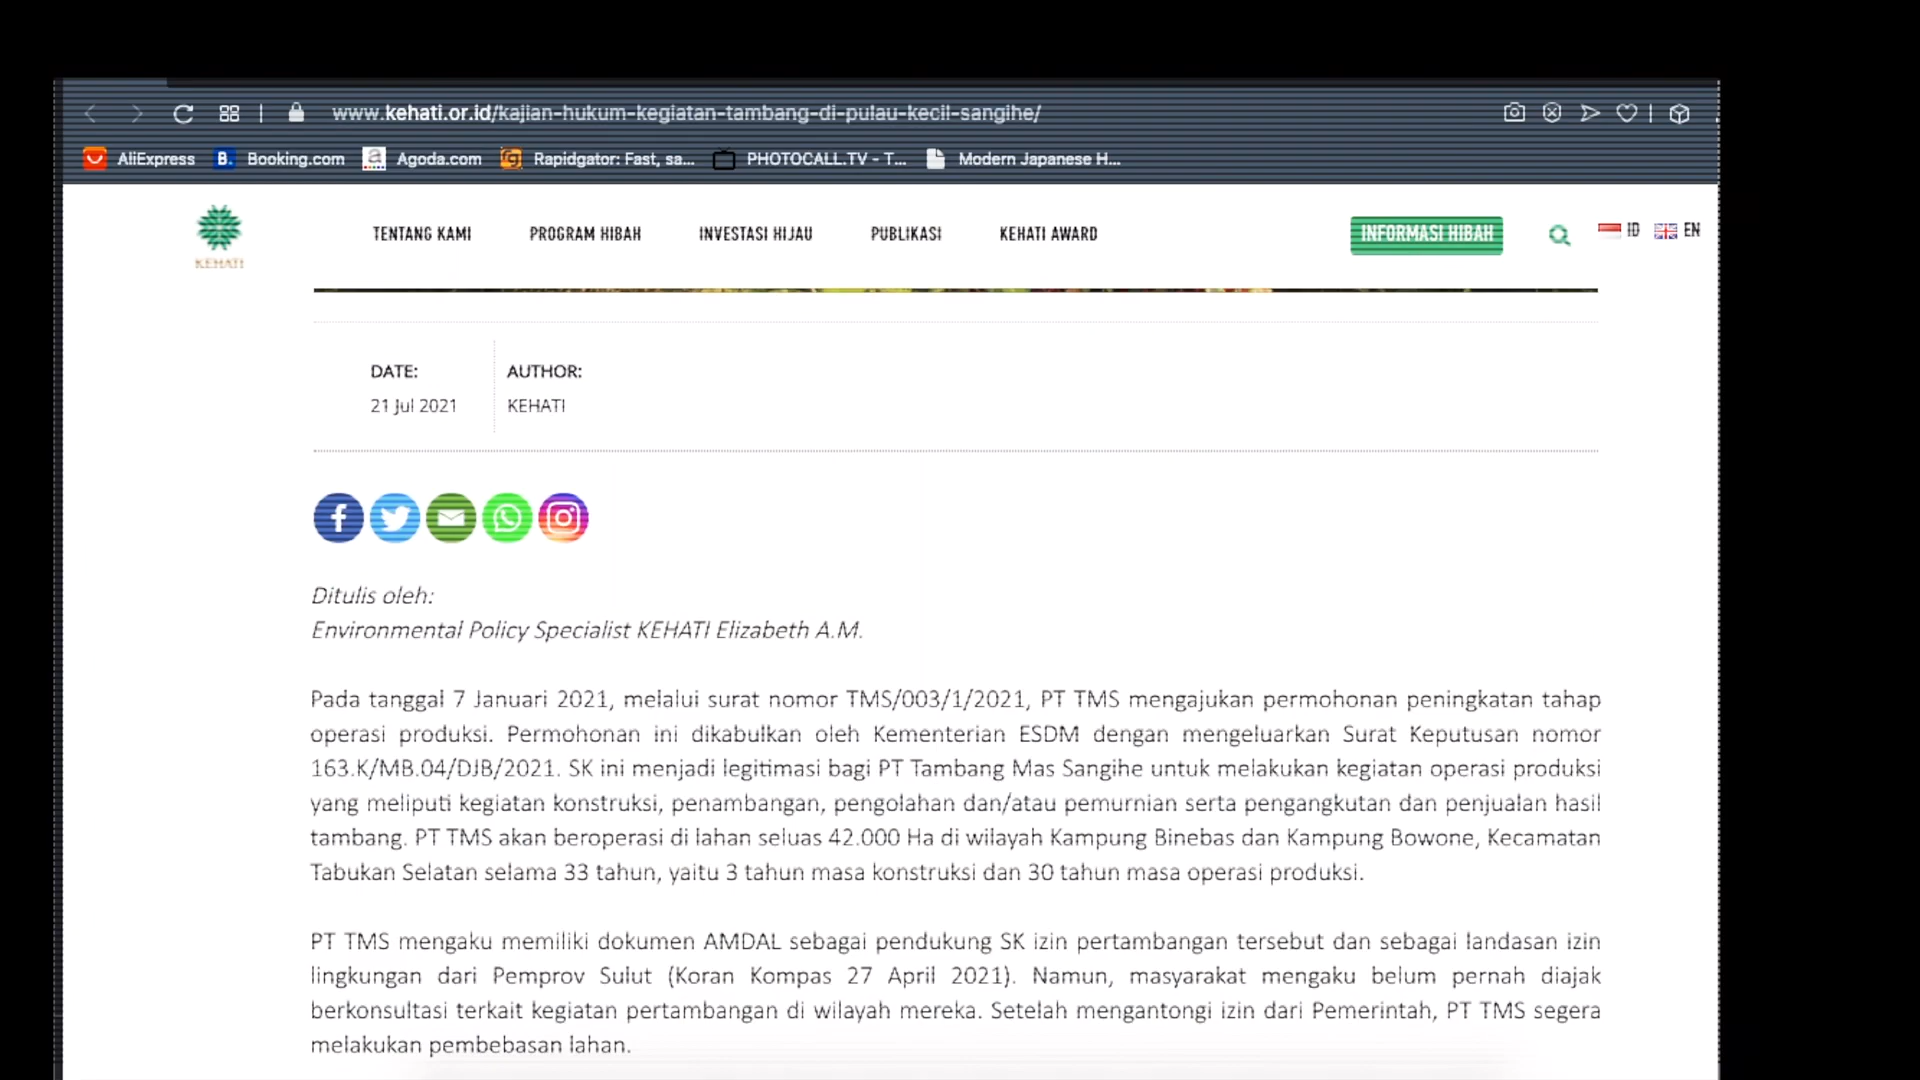 www.kehati.or.id/kajian-hukum-kegiatan-tambang-di-pulau-kecil-sangihe/
AliExpress B. Booking.com a Agoda.com rg Rapidgator: Fast, sa... PHOTOCALL.TV - T... Modern Japanese H...
KEHATI
TENTANG KAMI PROGRAM HIBAH INVESTASI HIJAU PUBLIKASI KEHATI AWARD INFORMASI HIBAH ID EN
DATE: AUTHOR:
21 Jul 2021 KEHATI
Ditulis oleh:
Environmental Policy Specialist KEHATI Elizabeth A.M.
Pada tanggal 7 Januari 2021, melalui surat nomor TMS/003/1/2021, PT TMS mengajukan permohonan peningkatan tahap
operasi produksi. Permohonan ini dikabulkan oleh Kementerian ESDM dengan mengeluarkan Surat Keputusan nomor
163.K/MB.04/DJB/2021. SK ini menjadi legitimasi bagi PT Tambang Mas Sangihe untuk melakukan kegiatan operasi produksi
yang meliputi kegiatan konstruksi, penambangan, pengolahan dan/atau pemurnian serta pengangkutan dan penjualan hasil
tambang. PT TMS akan beroperasi di lahan seluas 42.000 Ha di wilayah Kampung Binebas dan Kampung Bowone, Kecamatan
Tabukan Selatan selama 33 tahun, yaitu 3 tahun masa konstruksi dan 30 tahun masa operasi produksi.
PT TMS mengaku memiliki dokumen AMDAL sebagai pendukung SK izin pertambangan tersebut dan sebagai landasan izin
lingkungan dari Pemprov Sulut (Koran Kompas 27 April 2021). Namun, masyarakat mengaku belum pernah diajak
berkonsultasi terkait kegiatan pertambangan di wilayah mereka. Setelah mengantongi izin dari Pemerintah, PT TMS segera
melakukan pembebasan lahan.